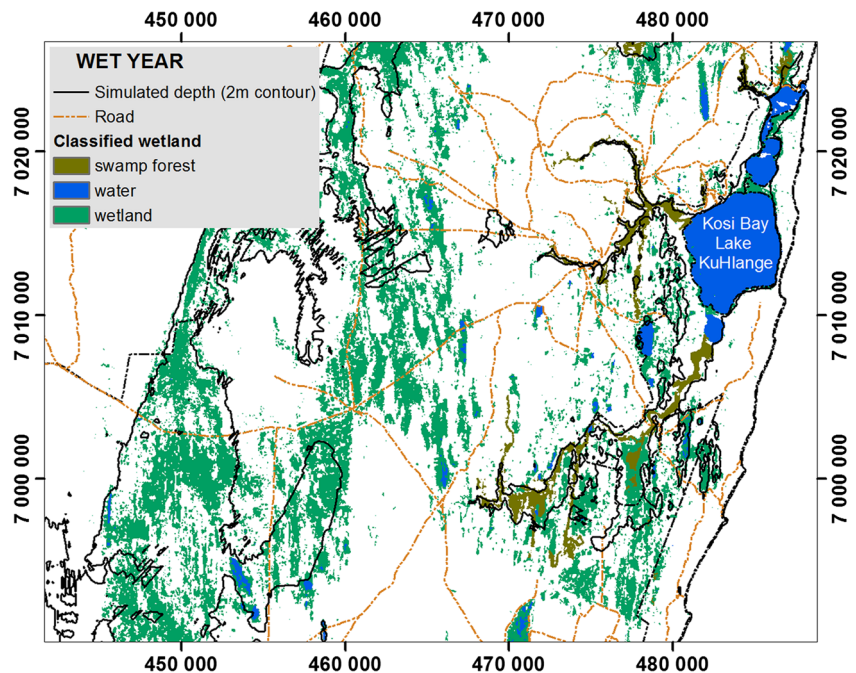 450 000 460 000 470 000 480 000
WET YEAR
Simulated depth (2m contour)
Road
Classified wetland
swamp forest
water
wetland
Kosi Bay
Lake
KuHlange
7 020 000
7 010 000
7 000 000
7 020 000
7 010 000
7 000 000
450 000 460 000 470 000 480 000